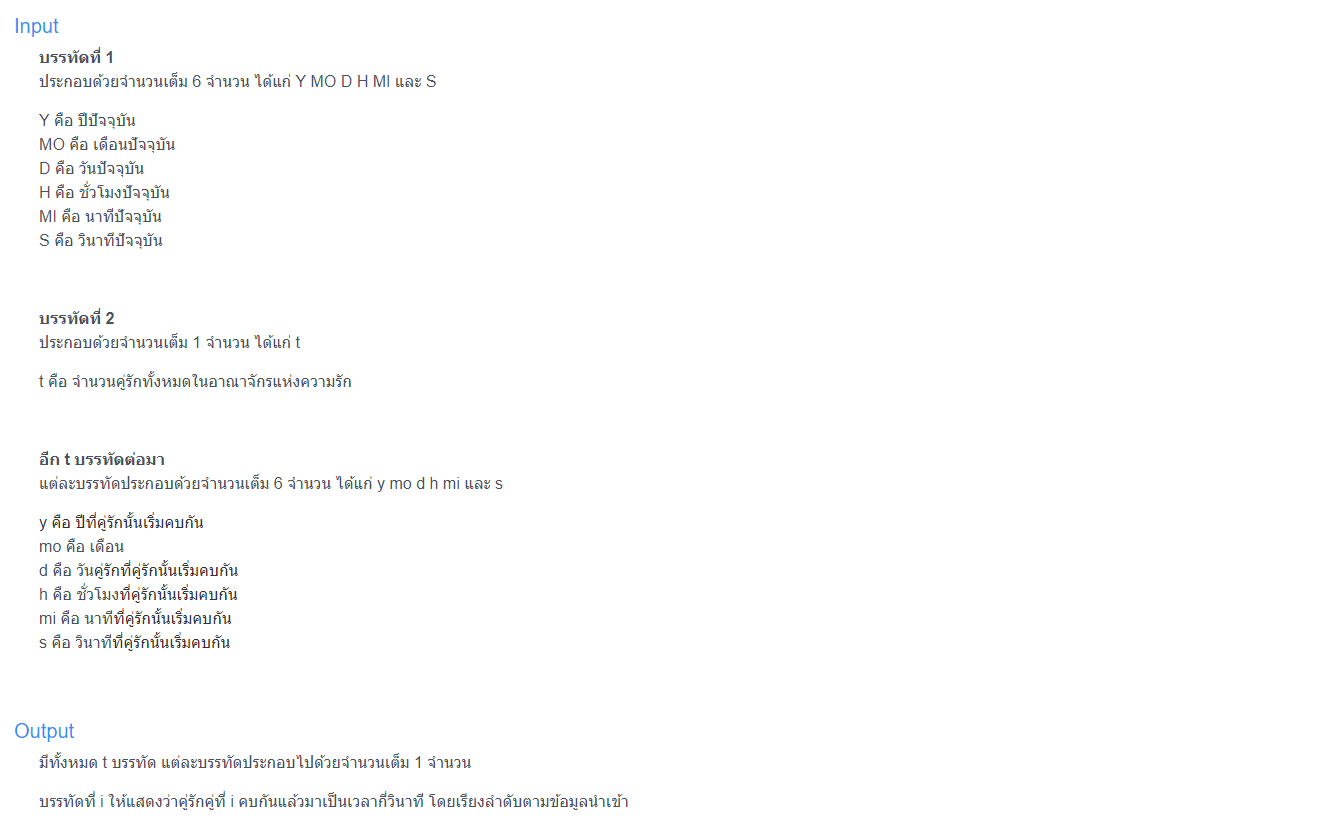 Input
บรรทัดที่ 1
ประกอบด้วยจำนวนเต็ม 6 จำนวน ได้แก่ Y MO D H MI และ S
Y คือ ปีปัจจุบัน
MO คือ เดือนปัจจุบัน
D คือ วันปัจจุบัน
H คือ ชั่วโมงปัจจุบัน
MI คือ นาทีปัจจุบัน
S คือ วินาทีปัจจุบัน
บรรทัดที่ 2
ประกอบด้วยจำนวนเต็ม 1 จำนวน ได้แก่ t
t คือ จำนวนคู่รักทั้งหมดในอาณาจักรแห่งความรัก
อีก t บรรทัดต่อมา
แต่ละบรรทัดประกอบด้วยจำนวนเต็ม 6 จำนวน ได้แก่ y mo d h mi และ s
y คือ ปีที่คู่รักนั้นเริ่มคบกัน
mo คือ เดือน
d คือ วันคู่รักที่คู่รักนั้นเริ่มคบกัน
h คือ ชั่วโมงที่คู่รักนั้นเริ่มคบกัน
mi คือ นาทีที่คู่รักนั้นเริ่มคบกัน
s คือ วินาทีที่คู่รักนั้นเริ่มคบกัน
Output
มีทั้งหมด t บรรทัด แต่ละบรรทัดประกอบไปด้วยจำนวนเต็ม 1 จำนวน
บรรทัดที่ i ให้แสดงว่าคู่รักคู่ที่ i คบกันแล้วมาเป็นเวลากี่วินาที โดยเรียงลำดับตามข้อมูลนำเข้า